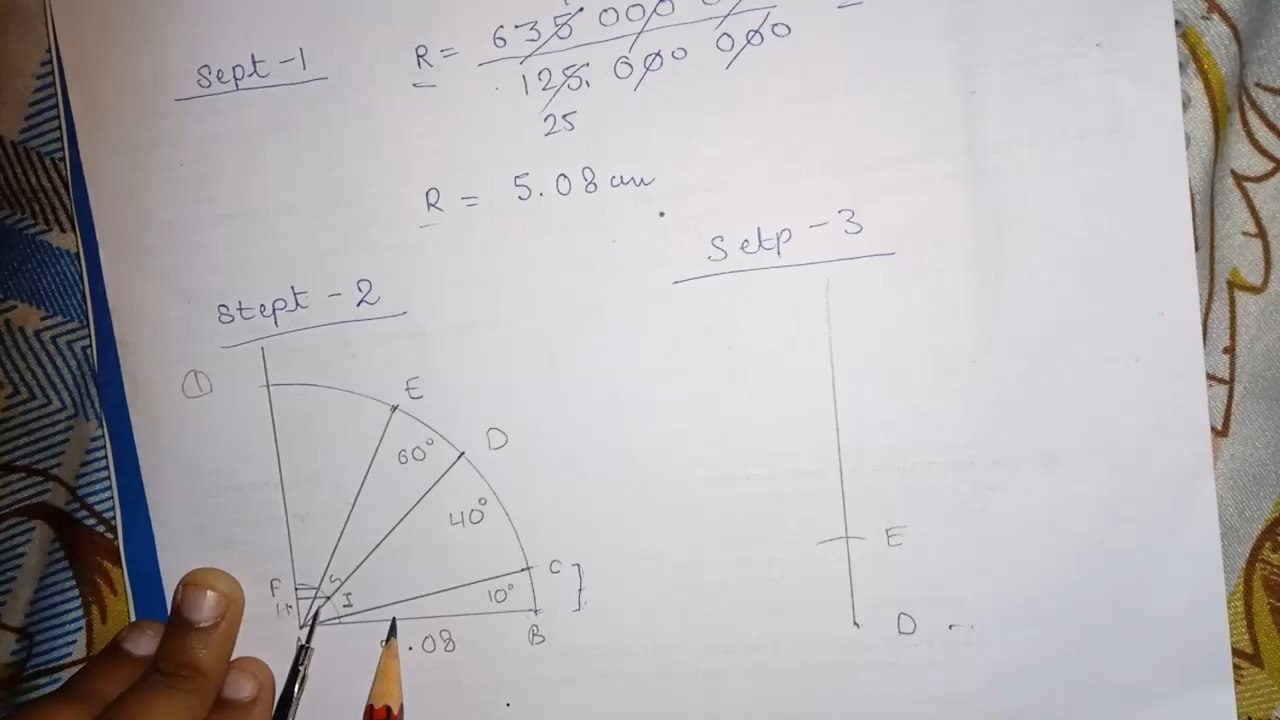 Sept -1
R = 635 000 0
125 000 000
25
R = 5.08 cm
Stept - 2
Setp - 3
1
E
60°
D
40°
E
F
G
C
H
I
10°
.08
B
D